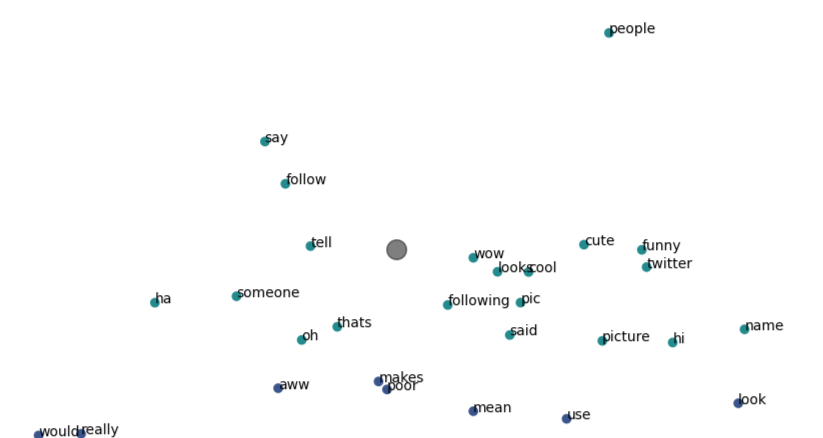 people
say
follow
tell
cute
funny
wow
twitter
looks
cool
someone
ha
following
pic
thats
name
said
oh
picture
hi
makes
aww
poor
look
mean
use
really
would